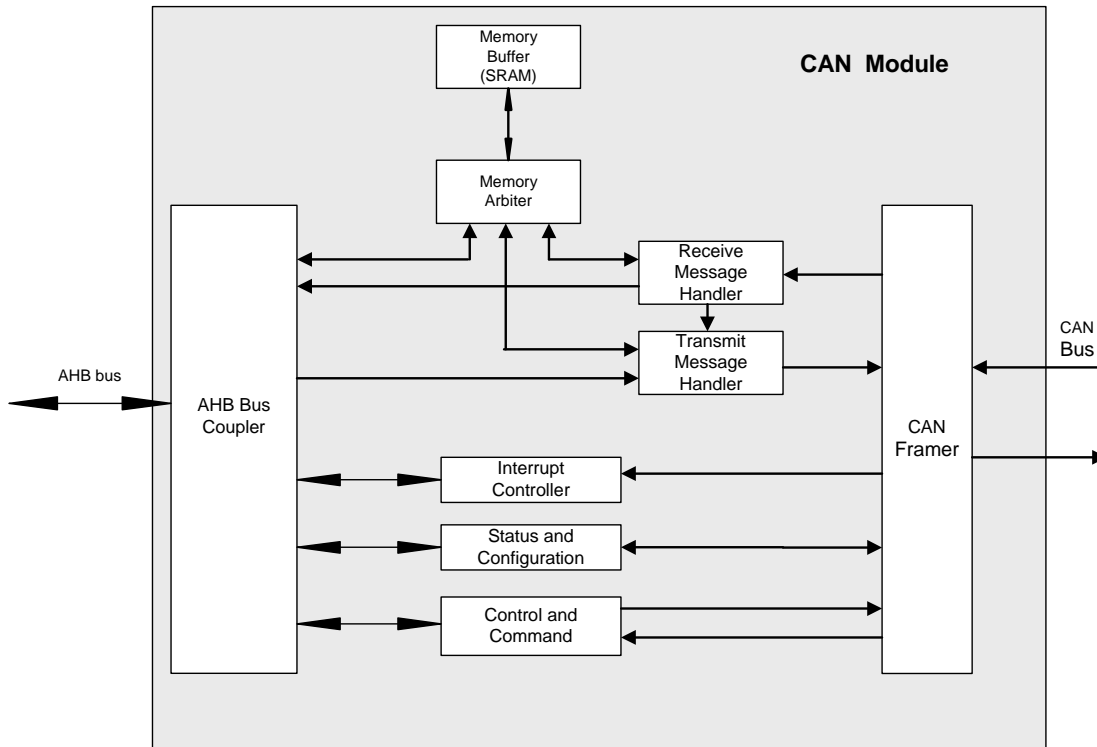 Memory
Buffer
(SRAM)
CAN Module
Memory
Arbiter
Receive
Message
Handler
Transmit
Message
Handler
CAN
Bus
AHB bus
AHB Bus
Coupler
CAN
Framer
Interrupt
Controller
Status and
Configuration
Control and
Command